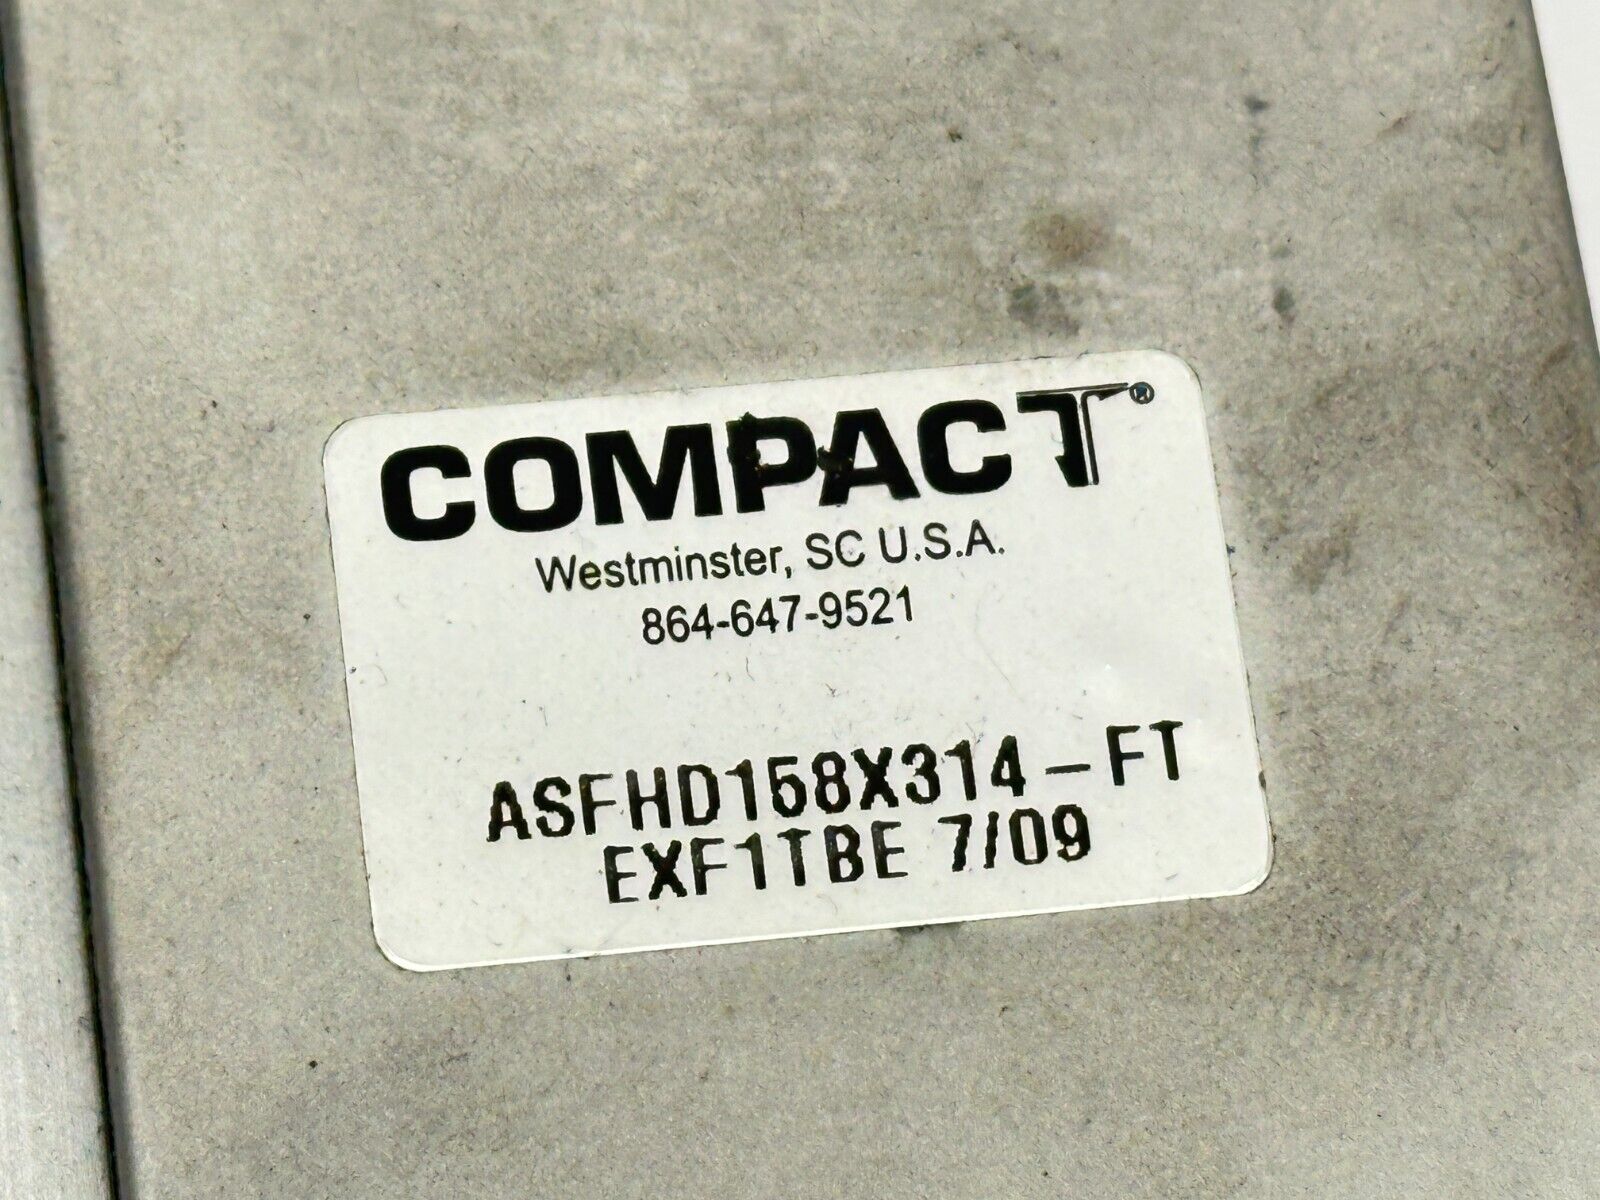 COMPACT®
Westminster, SC U.S.A.
864-647-9521
ASFHD158X314-FT
EXF1TBE 7/09